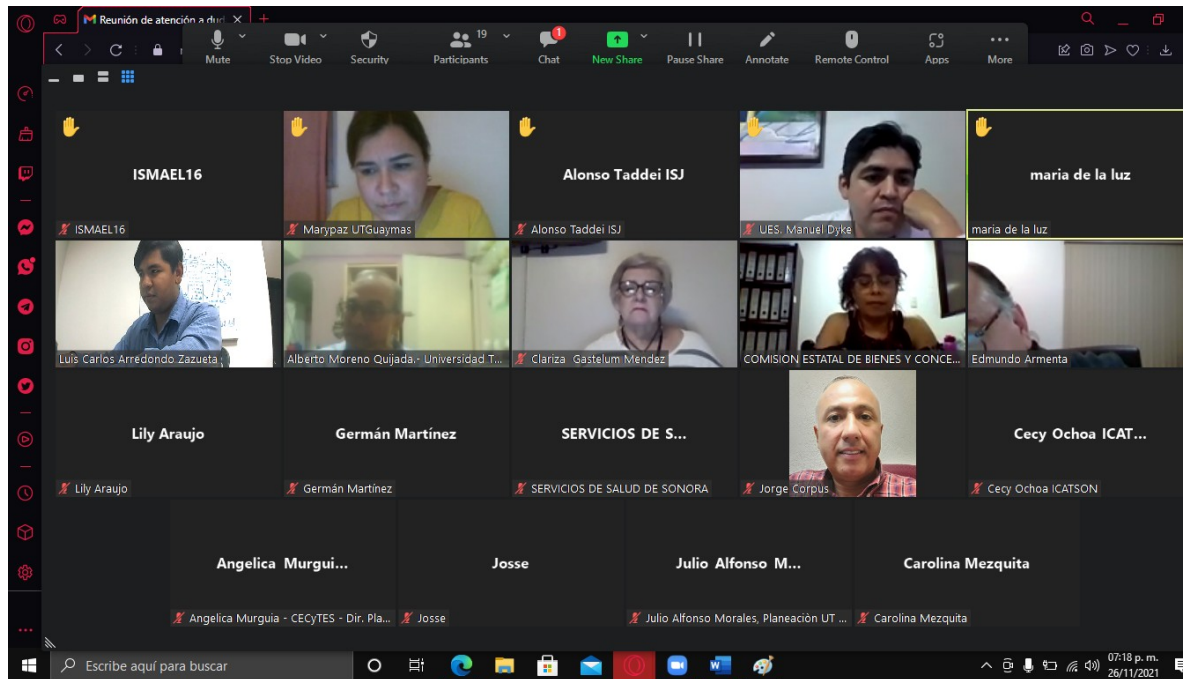 Reunión de atención a dud
Mute
Stop Video
Security
Participants
19
Chat
1
New Share
Pause Share
Annotate
Remote Control
Apps
More
ISMAEL16
ISMAEL16
Marypaz UTGuaymas
Alonso Taddei ISJ
Alonso Taddei ISJ
UES. Manuel Dyke
maria de la luz
maria de la luz
Luis Carlos Arredondo Zazueta
Alberto Moreno Quijada.- Universidad T...
Clariza Gastelum Mendez
COMISION ESTATAL DE BIENES Y CONCE...
Edmundo Armenta
Lily Araujo
Lily Araujo
Germán Martínez
Germán Martínez
SERVICIOS DE S...
SERVICIOS DE SALUD DE SONORA
Jorge Corpus
Cecy Ochoa ICAT...
Cecy Ochoa ICATSON
Angelica Murgui...
Angelica Murguia - CECyTES - Dir. Pla...
Josse
Josse
Julio Alfonso M...
Julio Alfonso Morales, Planeaciòn UT ...
Carolina Mezquita
Carolina Mezquita
Escribe aquí para buscar
07:18 p. m.
26/11/2021